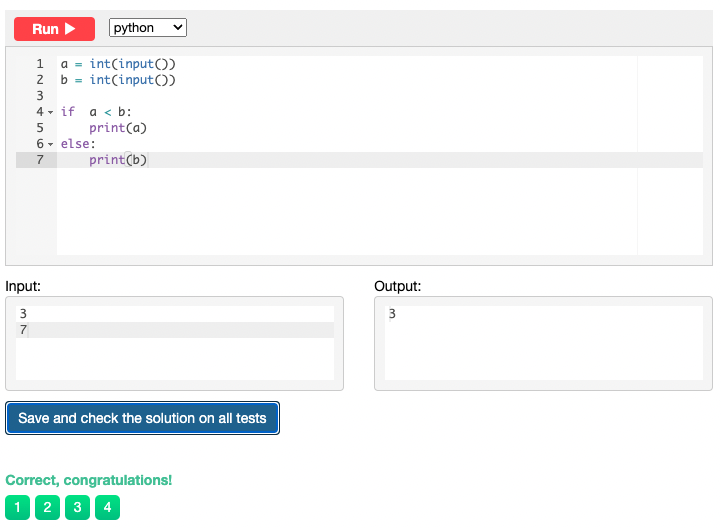 Run python
1 a = int(input())
2 b = int(input())
3
4 if  a < b:
5     print(a)
6 else:
7     print(b)
Input: Output:
3 3
7
Save and check the solution on all tests
Correct, congratulations!
1 2 3 4